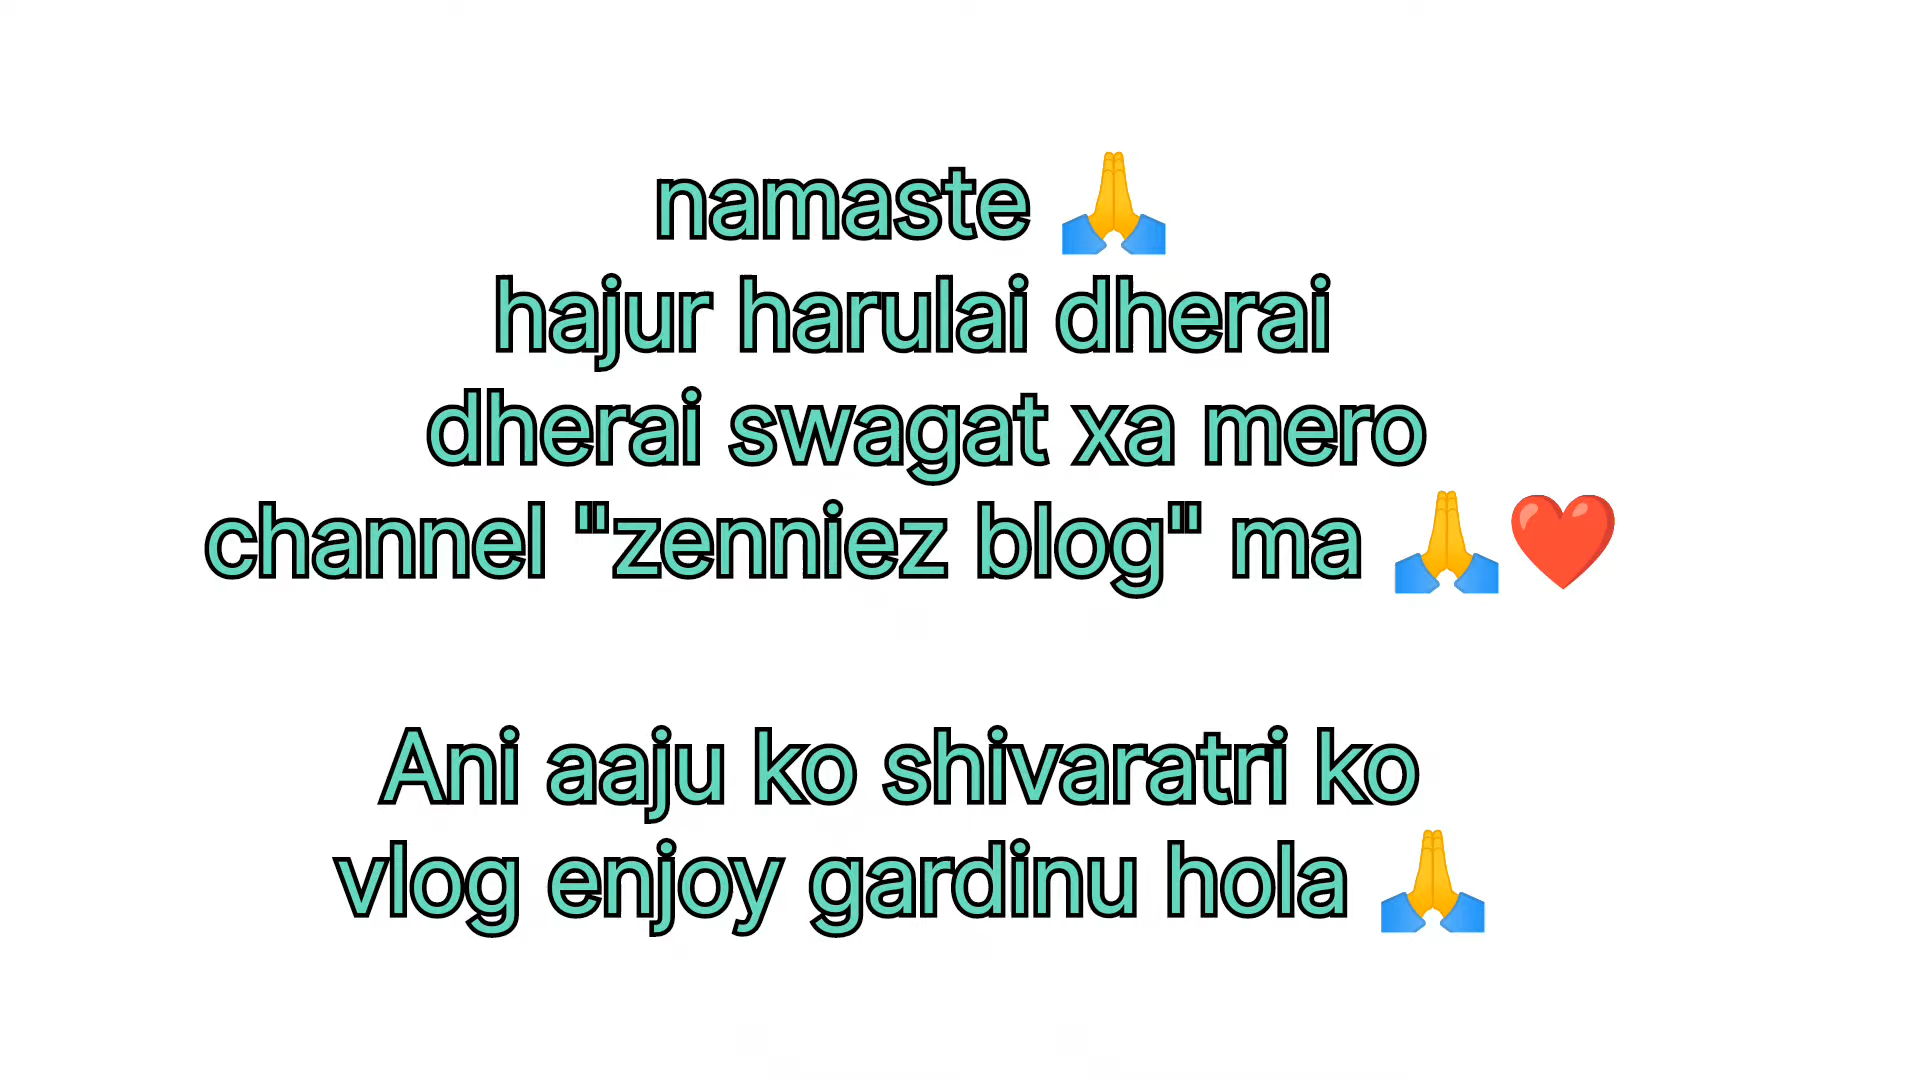 namaste 🙏
hajur harulai dherai
dherai swagat xa mero
channel "zenniez blog" ma 🙏❤️
Ani aaju ko shivaratri ko
vlog enjoy gardinu hola 🙏